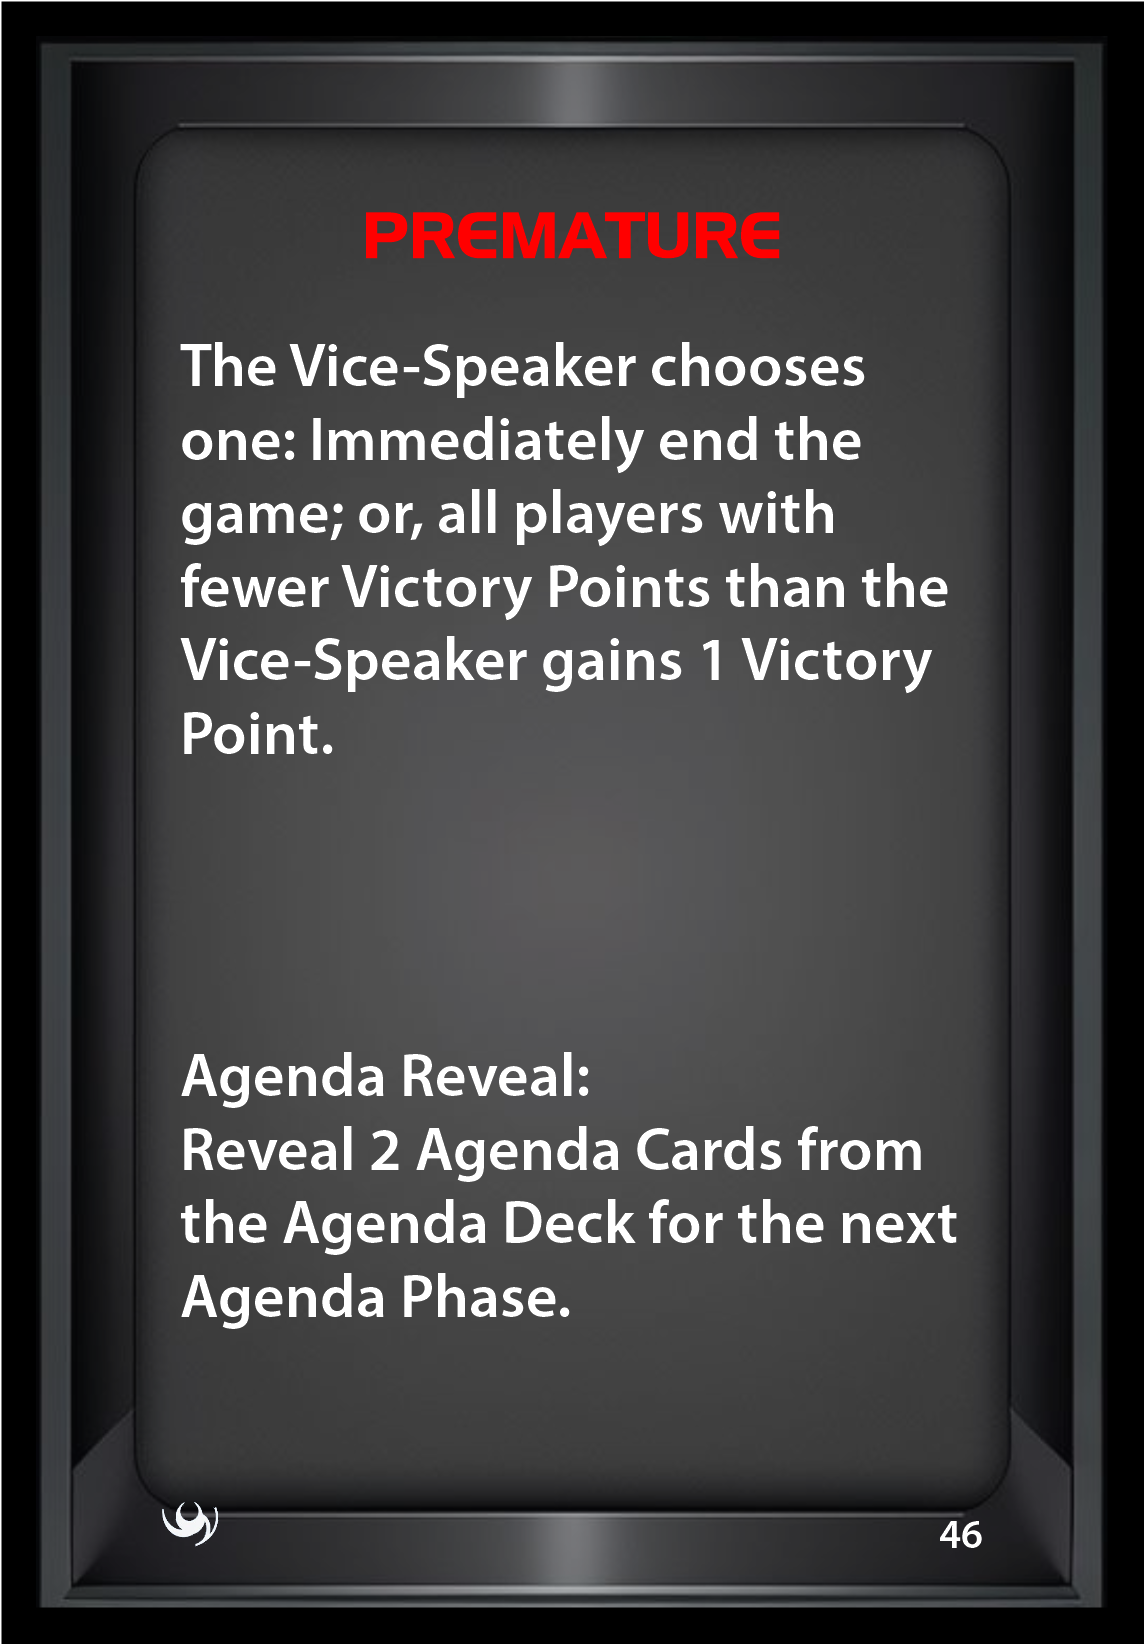 PREMATURE
The Vice-Speaker chooses
one: Immediately end the
game; or, all players with
fewer Victory Points than the
Vice-Speaker gains 1 Victory
Point.
Agenda Reveal:
Reveal 2 Agenda Cards from
the Agenda Deck for the next
Agenda Phase.
46